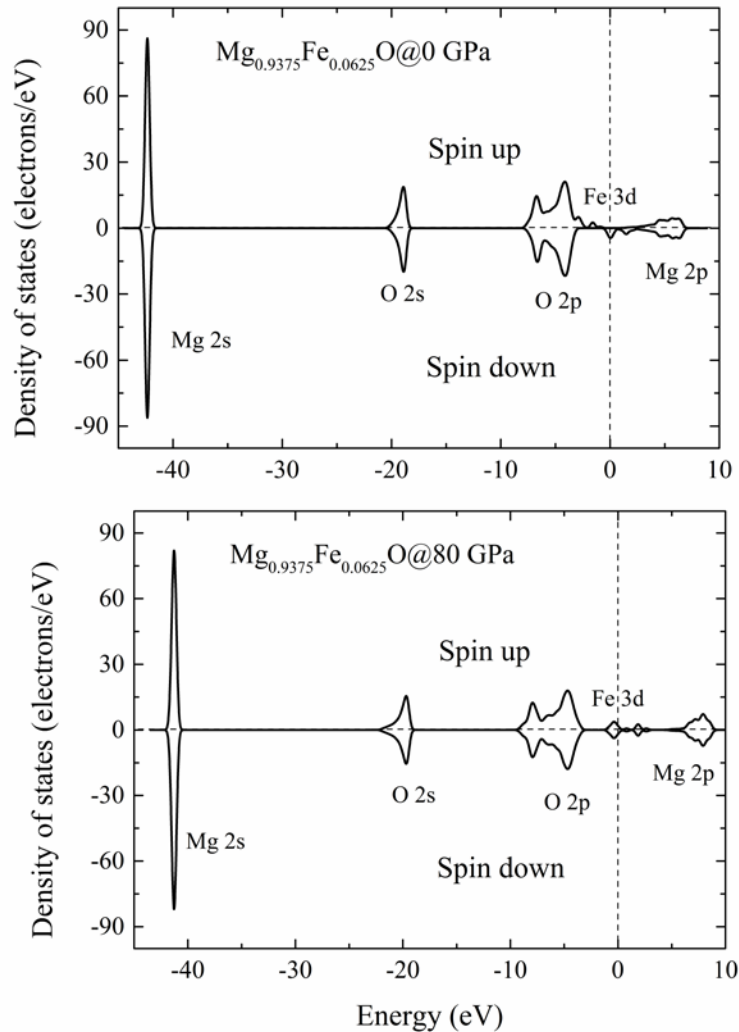 Mg0.9375Fe0.0625O@0 GPa
Density of states (electrons/eV)
90
60
30
0
-30
-60
-90
Spin up
Fe 3d
O 2s
O 2p
Mg 2p
Mg 2s
Spin down
-40 -30 -20 -10 0 10
Mg0.9375Fe0.0625O@80 GPa
Density of states (electrons/eV)
90
60
30
0
-30
-60
-90
Spin up
Fe 3d
O 2s
O 2p
Mg 2p
Mg 2s
Spin down
-40 -30 -20 -10 0 10
Energy (eV)